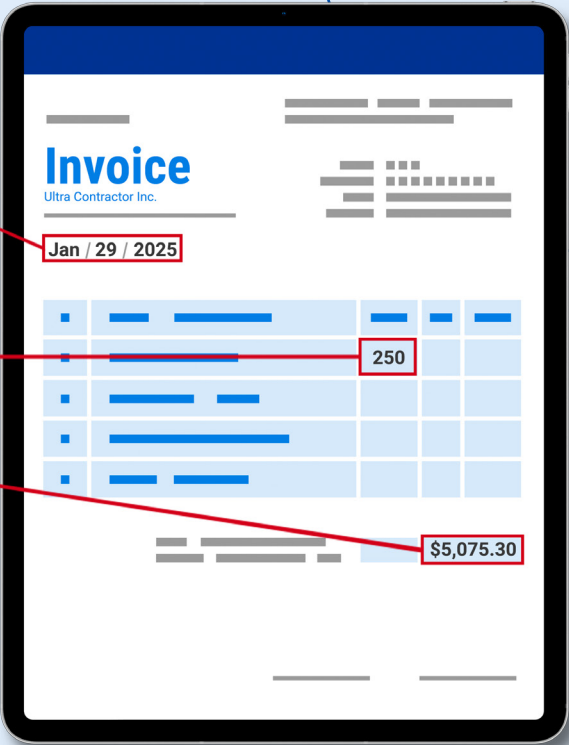 Invoice
Ultra Contractor Inc.
Jan / 29 / 2025
250
$5,075.30